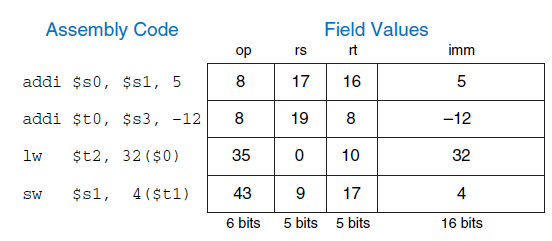 Assembly Code Field Values
op rs rt imm
addi $s0, $s1, 5 8 17 16 5
addi $t0, $s3, -12 8 19 8 –12
lw $t2, 32($0) 35 0 10 32
sw $s1, 4($t1) 43 9 17 4
6 bits 5 bits 5 bits 16 bits